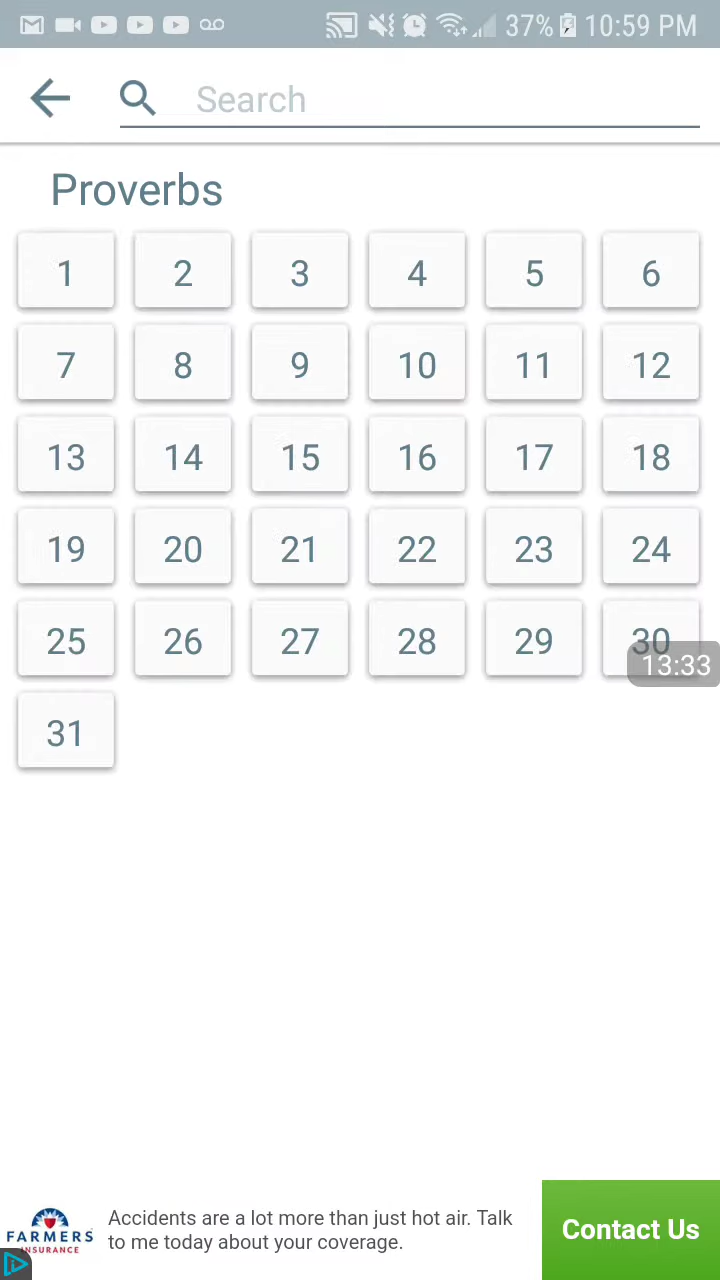 37% 10:59 PM
Search
Proverbs
1 2 3 4 5 6
7 8 9 10 11 12
13 14 15 16 17 18
19 20 21 22 23 24
25 26 27 28 29 30
13:33
31
FARMERS
INSURANCE
Accidents are a lot more than just hot air. Talk
to me today about your coverage.
Contact Us